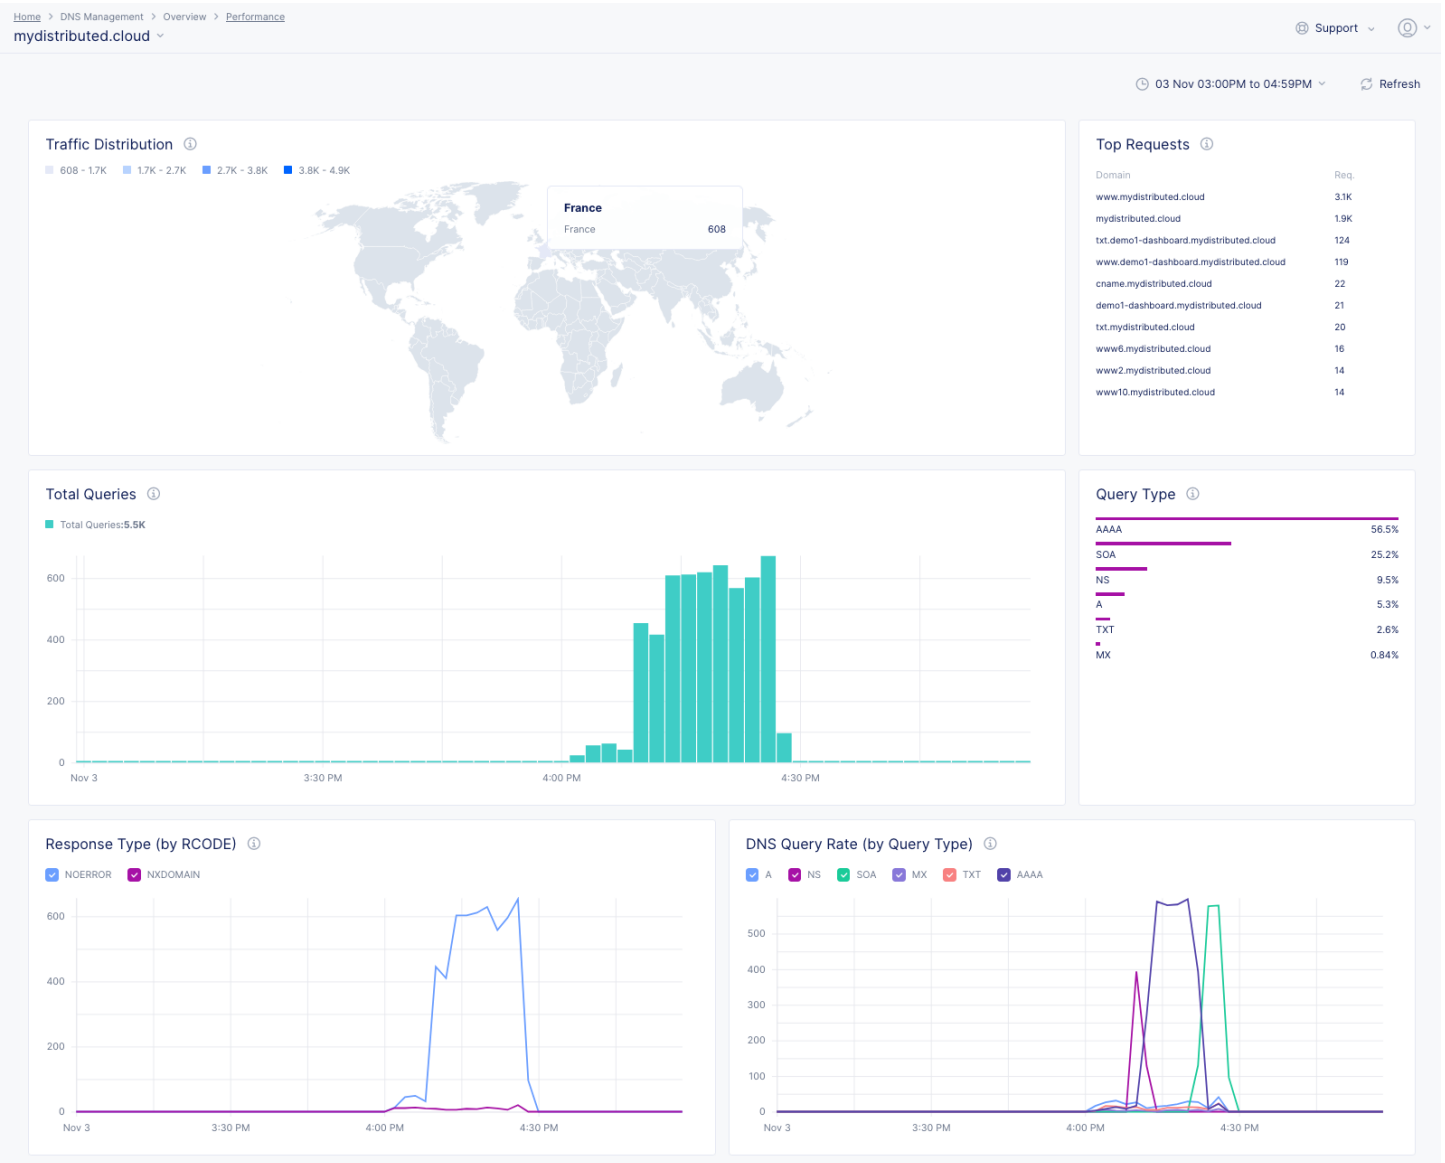 Home > DNS Management > Overview > Performance
mydistributed.cloud
Support
03 Nov 03:00PM to 04:59PM
Refresh
Traffic Distribution
608 - 1.7K 1.7K - 2.7K 2.7K - 3.8K 3.8K - 4.9K
France
France 608
Top Requests
Domain Req.
www.mydistributed.cloud 3.1K
mydistributed.cloud 1.9K
txt.demo1-dashboard.mydistributed.cloud 124
www.demo1-dashboard.mydistributed.cloud 119
cname.mydistributed.cloud 22
demo1-dashboard.mydistributed.cloud 21
txt.mydistributed.cloud 20
www6.mydistributed.cloud 16
www2.mydistributed.cloud 14
www10.mydistributed.cloud 14
Total Queries
Total Queries:5.5K
600
400
200
0
Nov 3 3:30 PM 4:00 PM 4:30 PM
Query Type
AAAA 56.5%
SOA 25.2%
NS 9.5%
A 5.3%
TXT 2.6%
MX 0.84%
Response Type (by RCODE)
NOERROR NXDOMAIN
600
400
200
0
Nov 3 3:30 PM 4:00 PM 4:30 PM
DNS Query Rate (by Query Type)
A NS SOA MX TXT AAAA
500
400
300
200
100
0
Nov 3 3:30 PM 4:00 PM 4:30 PM